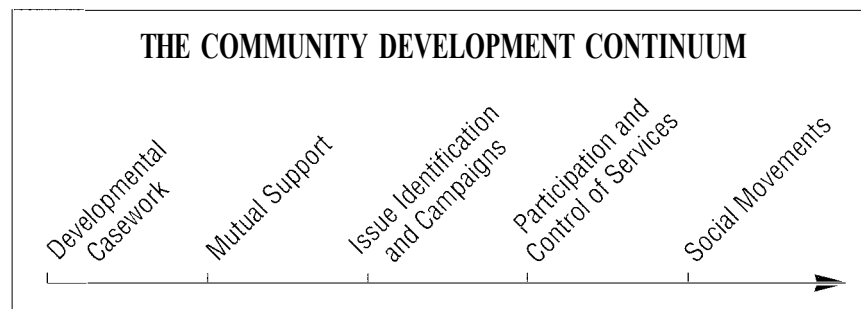 THE COMMUNITY DEVELOPMENT CONTINUUM
Developmental
Casework
Mutual Support
Issue Identification
and Campaigns
Participation and
Control of Services
Social Movements